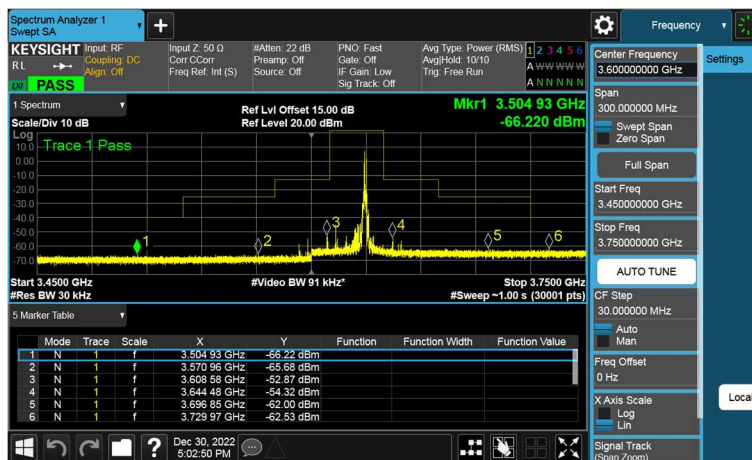 Spectrum Analyzer 1
Swept SA
Frequency
KEYSIGHT
RL
PASS
Input: RF
Coupling: DC
Align: Off
Input Z: 50 Ω
Corr CCorr
Freq Ref: Int (S)
#Atten: 22 dB
Preamp: Off
Source: Off
PNO: Fast
Gate: Off
IF Gain: Low
Sig Track: Off
Avg Type: Power (RMS)
Avg|Hold: 10/10
Trig: Free Run
1 2 3 4 5 6
A W W W W W
A N N N N N
1 Spectrum
Scale/Div 10 dB
Ref Lvl Offset 15.00 dB
Ref Level 20.00 dBm
Mkr1 3.504 93 GHz
-66.220 dBm
Log
Trace 1 Pass
10.0
0.00
-10.0
-20.0
-30.0
-40.0
-50.0
-60.0
-70.0
1
2
3
4
5
6
Start 3.4500 GHz
#Res BW 30 kHz
#Video BW 91 kHz*
Stop 3.7500 GHz
#Sweep ~1.00 s (30001 pts)
5 Marker Table
Mode Trace Scale X Y Function Function Width Function Value
1 N 1 f 3.504 93 GHz -66.22 dBm
2 N 1 f 3.570 96 GHz -65.68 dBm
3 N 1 f 3.608 58 GHz -52.87 dBm
4 N 1 f 3.644 48 GHz -54.32 dBm
5 N 1 f 3.696 85 GHz -62.00 dBm
6 N 1 f 3.729 97 GHz -62.53 dBm
Dec 30, 2022
5:02:50 PM
Center Frequency
3.600000000 GHz
Settings
Span
300.000000 MHz
Swept Span
Zero Span
Full Span
Start Freq
3.450000000 GHz
Stop Freq
3.750000000 GHz
AUTO TUNE
CF Step
30.000000 MHz
Auto
Man
Freq Offset
0 Hz
X Axis Scale
Log
Lin
Local
Signal Track
(Span Zoom)